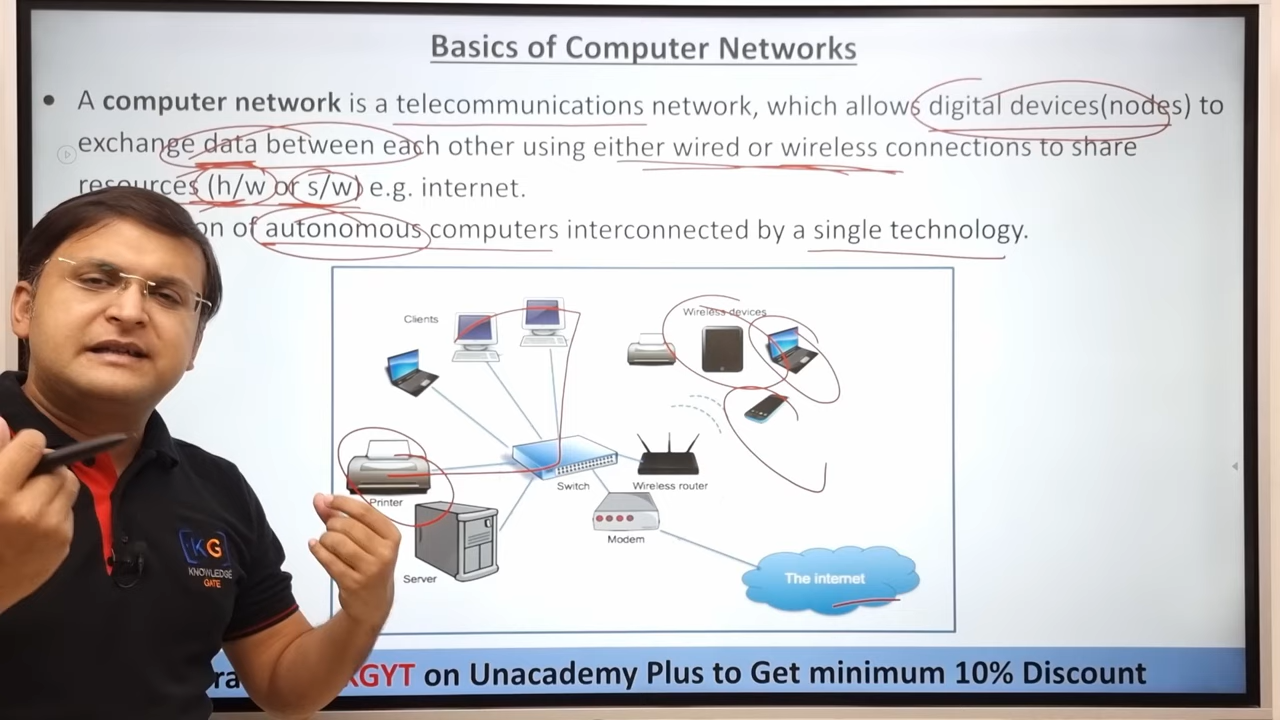 Basics of Computer Networks
• A computer network is a telecommunications network, which allows digital devices(nodes) to
exchange data between each other using either wired or wireless connections to share
resources (h/w or s/w) e.g. internet.
of autonomous computers interconnected by a single technology.
Clients
Wireless devices
Printer
Switch
Wireless router
Modem
Server
The internet
KG
KNOWLEDGE
GATE
KGYT on Unacademy Plus to Get minimum 10% Discount